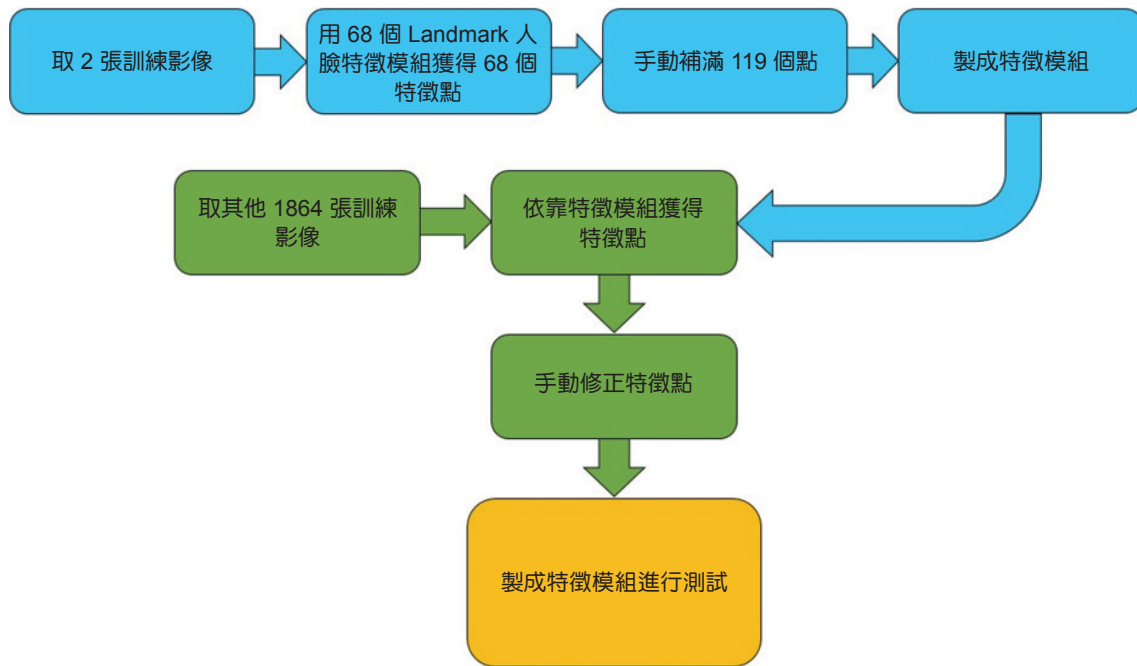 取 2 張訓練影像
用 68 個 Landmark 人
臉特徵模組獲得 68 個
特徵點
手動補滿 119 個點
製成特徵模組
取其他 1864 張訓練
影像
依靠特徵模組獲得
特徵點
手動修正特徵點
製成特徵模組進行測試